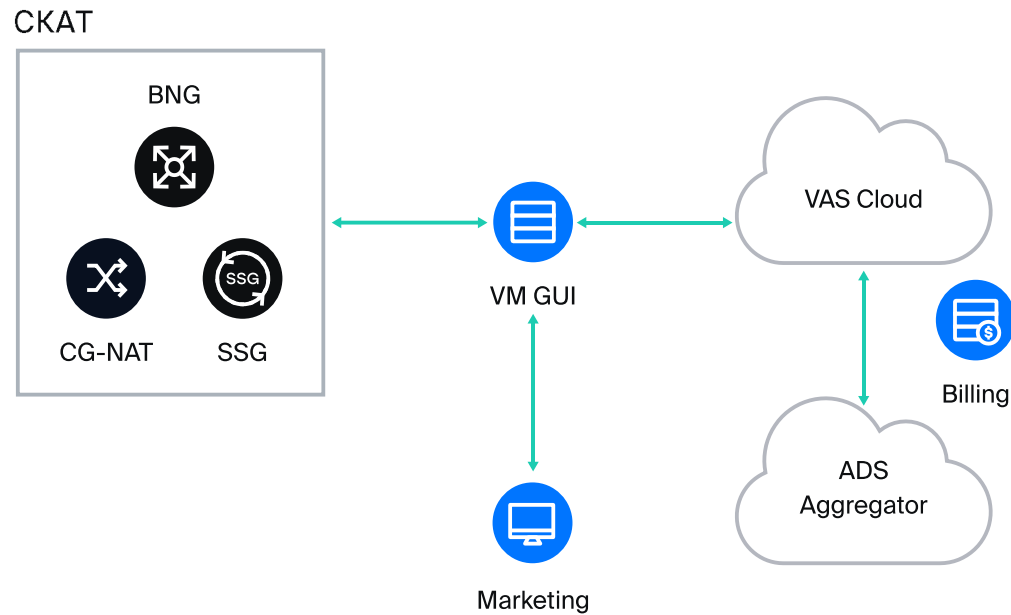 CKAT
BNG
SSG
CG-NAT
SSG
VM GUI
Marketing
VAS Cloud
$
Billing
ADS
Aggregator